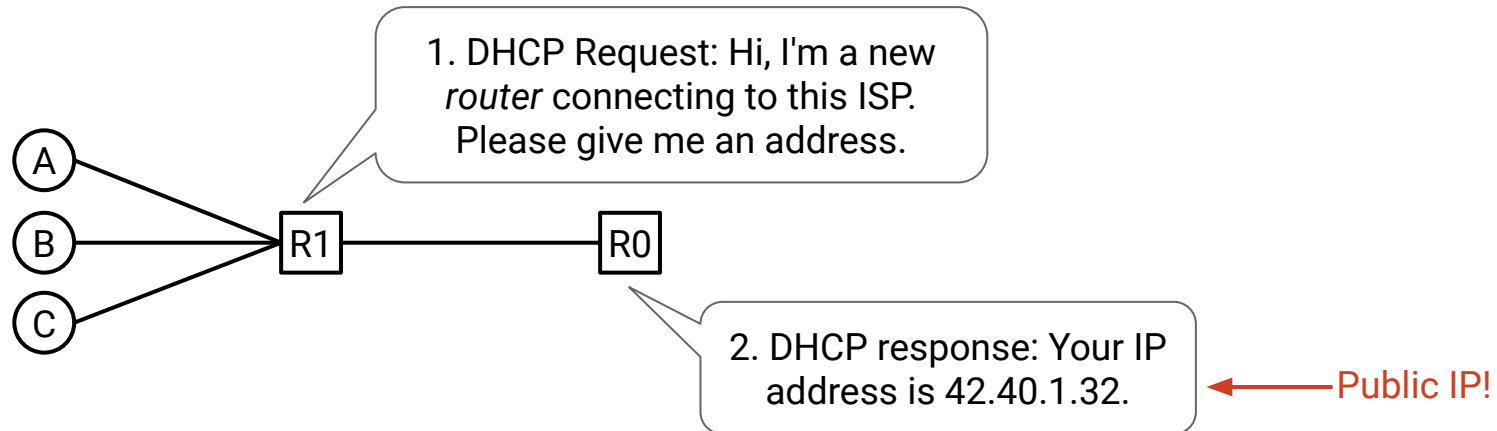 1. DHCP Request: Hi, I'm a new
router connecting to this ISP.
Please give me an address.
A
B
C
R1
R0
2. DHCP response: Your IP
address is 42.40.1.32.
Public IP!